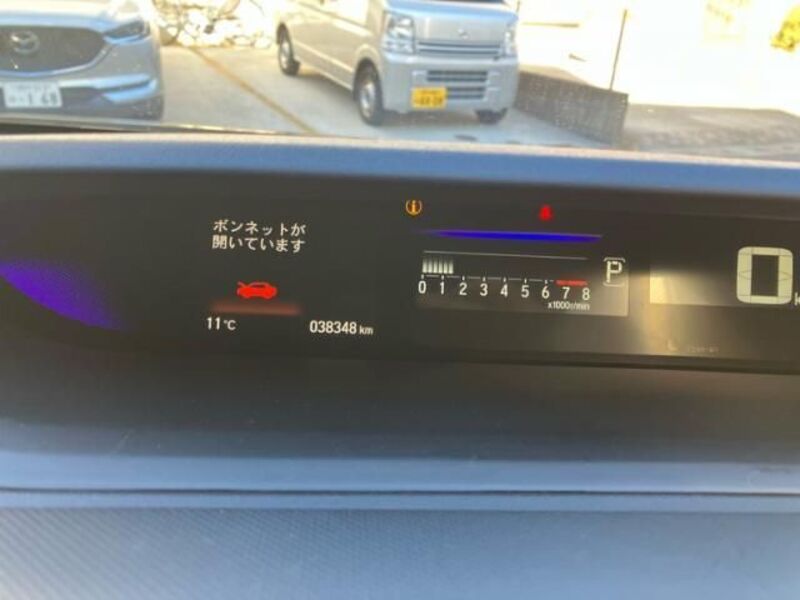 ボンネットが
開いています
P
0
0 1 2 3 4 5 6 7 8
x1000r/min
11℃
038348 km